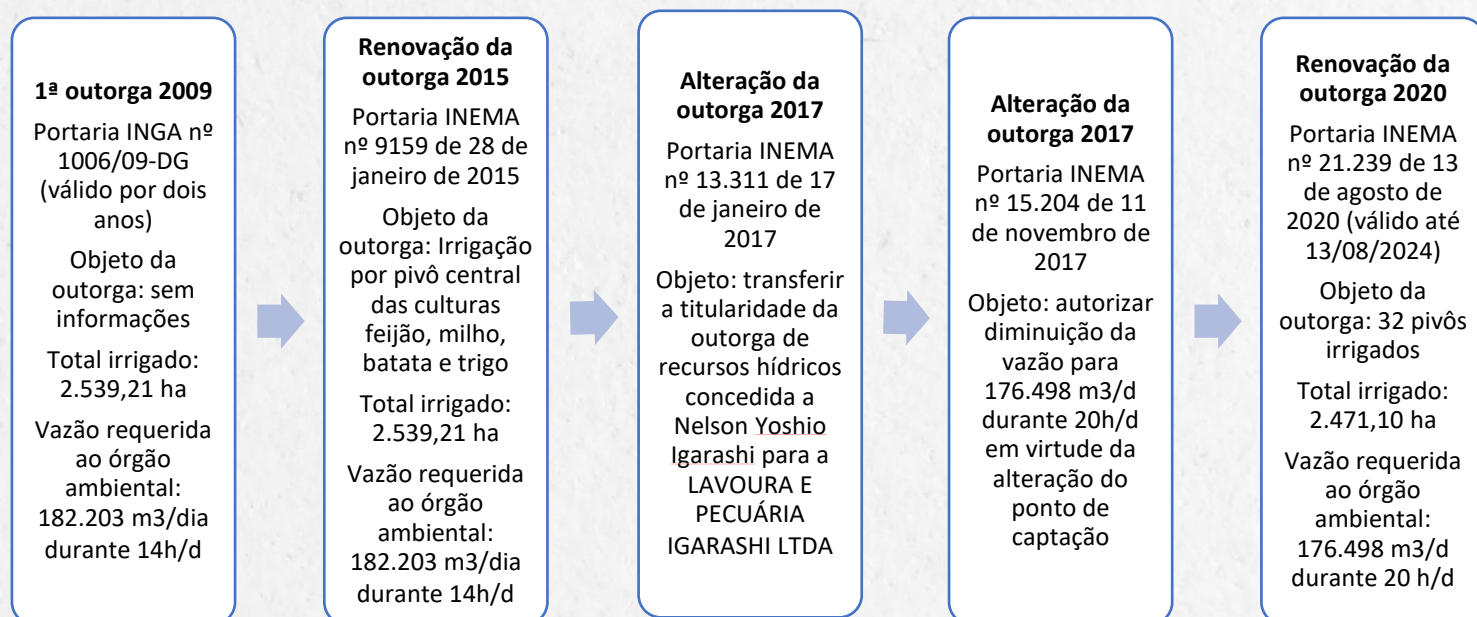 1ª outorga 2009
Portaria INGA nº
1006/09-DG
(válido por dois
anos)
Objeto da
outorga: sem
informações
Total irrigado:
2.539,21 ha
Vazão requerida
ao órgão
ambiental:
182.203 m3/dia
durante 14h/d
Renovação da
outorga 2015
Portaria INEMA
nº 9159 de 28 de
janeiro de 2015
Objeto da
outorga: Irrigação
por pivô central
das culturas
feijão, milho,
batata e trigo
Total irrigado:
2.539,21 ha
Vazão requerida
ao órgão
ambiental:
182.203 m3/dia
durante 14h/d
Alteração da
outorga 2017
Portaria INEMA
nº 13.311 de 17
de janeiro de
2017
Objeto: transferir
a titularidade da
outorga de
recursos hídricos
concedida a
Nelson Yoshio
Igarashi para a
LAVOURA E
PECUÁRIA
IGARASHI LTDA
Alteração da
outorga 2017
Portaria INEMA
nº 15.204 de 11
de novembro de
2017
Objeto: autorizar
diminuição da
vazão para
176.498 m3/d
durante 20h/d
em virtude da
alteração do
ponto de
captação
Renovação da
outorga 2020
Portaria INEMA
nº 21.239 de 13
de agosto de
2020 (válido até
13/08/2024)
Objeto da
outorga: 32 pivôs
irrigados
Total irrigado:
2.471,10 ha
Vazão requerida
ao órgão
ambiental:
176.498 m3/d
durante 20 h/d